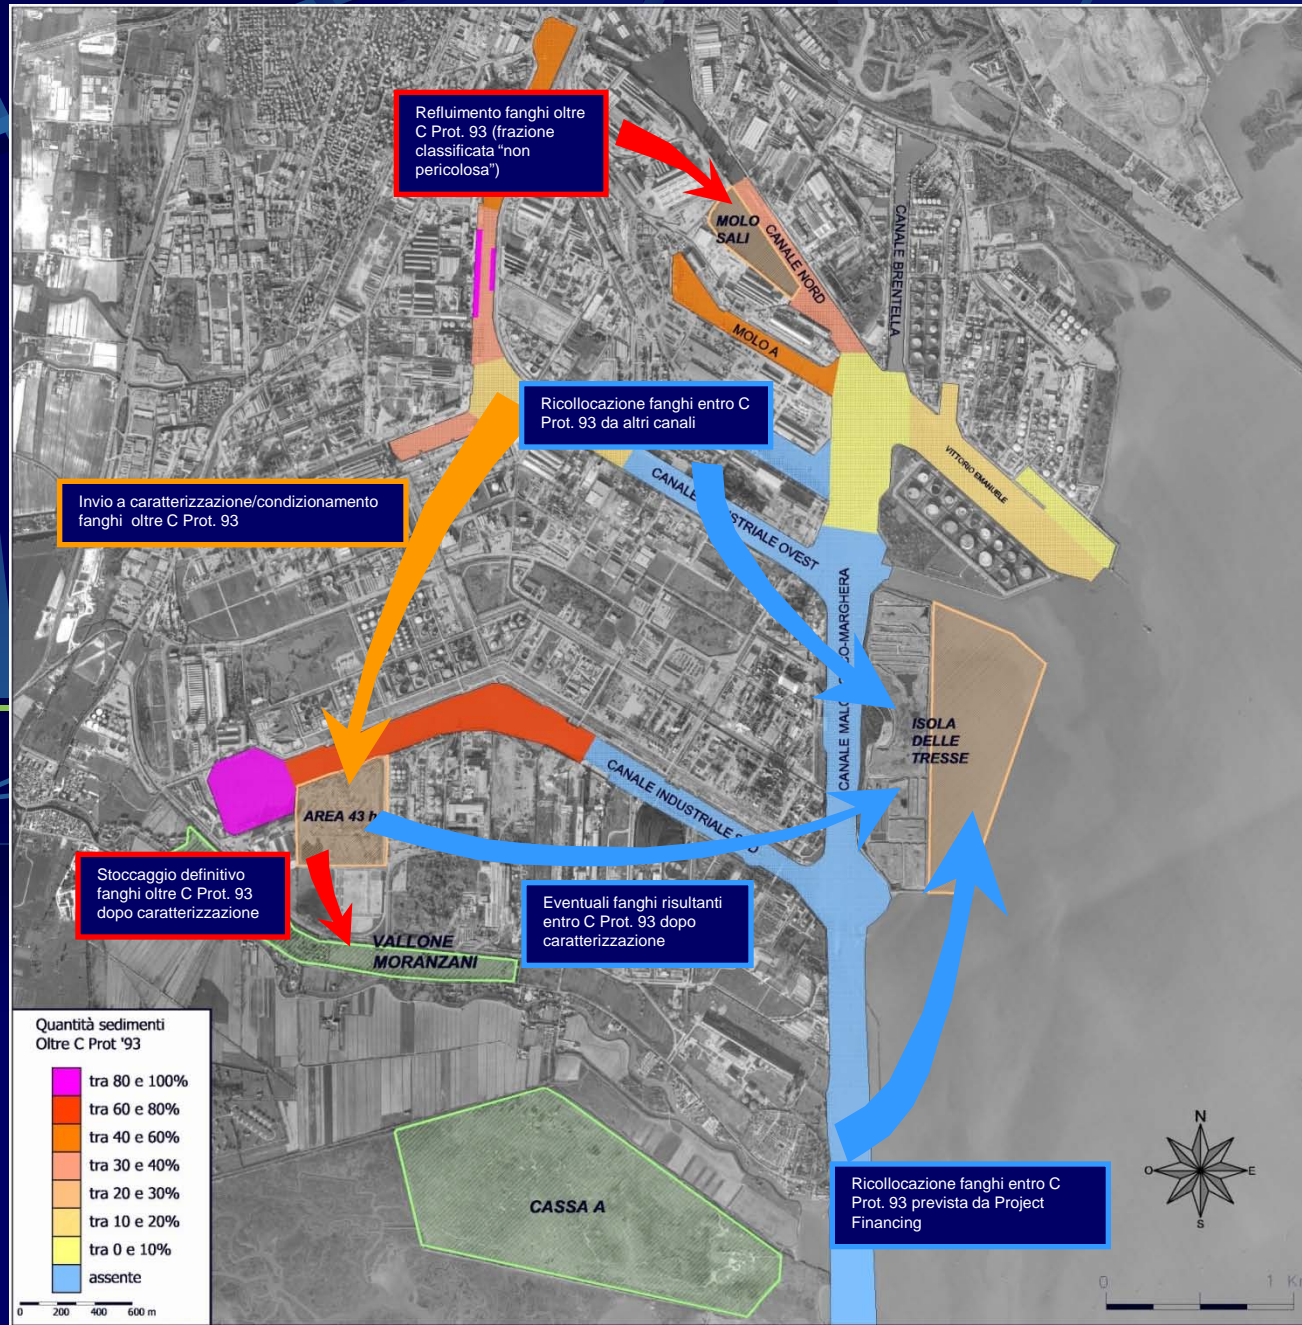 Refluimento fanghi oltre
C Prot. 93 (frazione
classificata “non
pericolosa”)
MOLO
SALI
CANALE NORD
CANALE BRENTELLA
MOLO A
Ricollocazione fanghi entro C
Prot. 93 da altri canali
VITTORIO EMANUELE
Invio a caratterizzazione/condizionamento
fanghi oltre C Prot. 93
OVEST
ISOLA
DELLE
TRESSE
CANALE INDUSTRIALE
AREA 43 h
Stoccaggio definitivo
fanghi oltre C Prot. 93
dopo caratterizzazione
Eventuali fanghi risultanti
entro C Prot. 93 dopo
caratterizzazione
VALLONE
MORANZANI
CASSA A
Ricollocazione fanghi entro C
Prot. 93 prevista da Project
Financing
Quantità sedimenti
Oltre C Prot '93
tra 80 e 100%
tra 60 e 80%
tra 40 e 60%
tra 30 e 40%
tra 20 e 30%
tra 10 e 20%
tra 0 e 10%
assente
0 200 400 600 m
N
O E
S
0 1